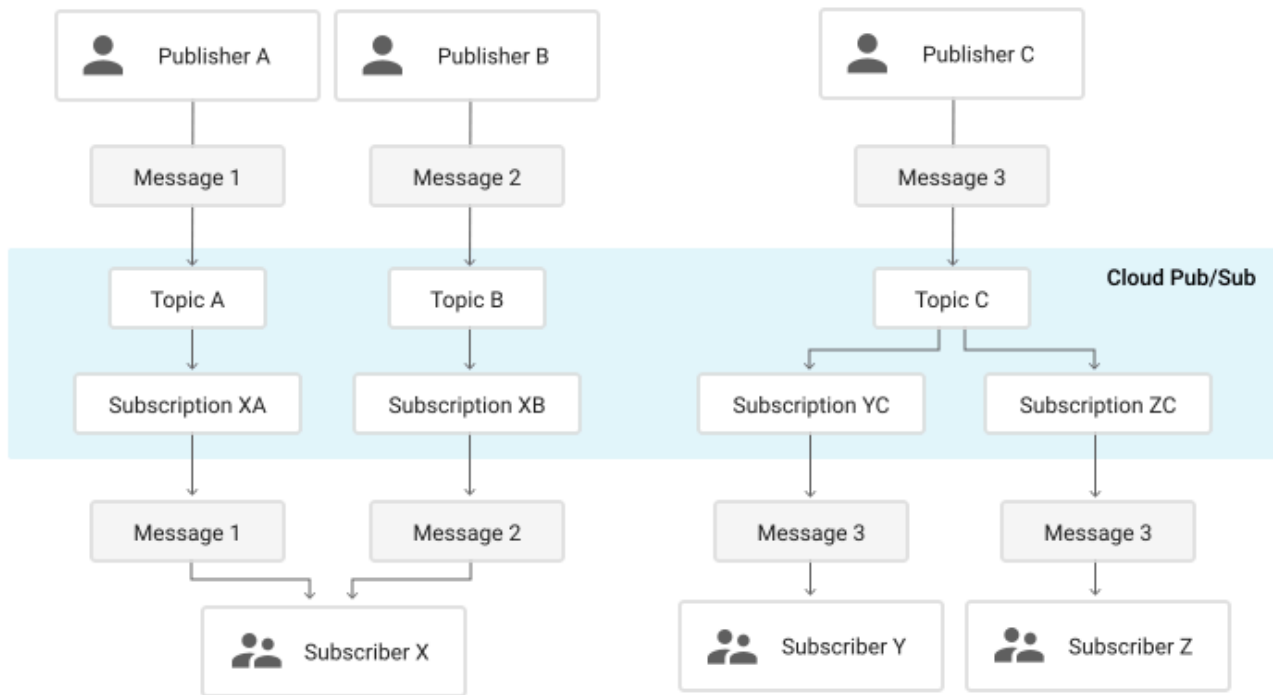 Publisher A
Publisher B
Publisher C
Message 1
Message 2
Message 3
Cloud Pub/Sub
Topic A
Topic B
Topic C
Subscription XA
Subscription XB
Subscription YC
Subscription ZC
Message 1
Message 2
Message 3
Message 3
Subscriber X
Subscriber Y
Subscriber Z